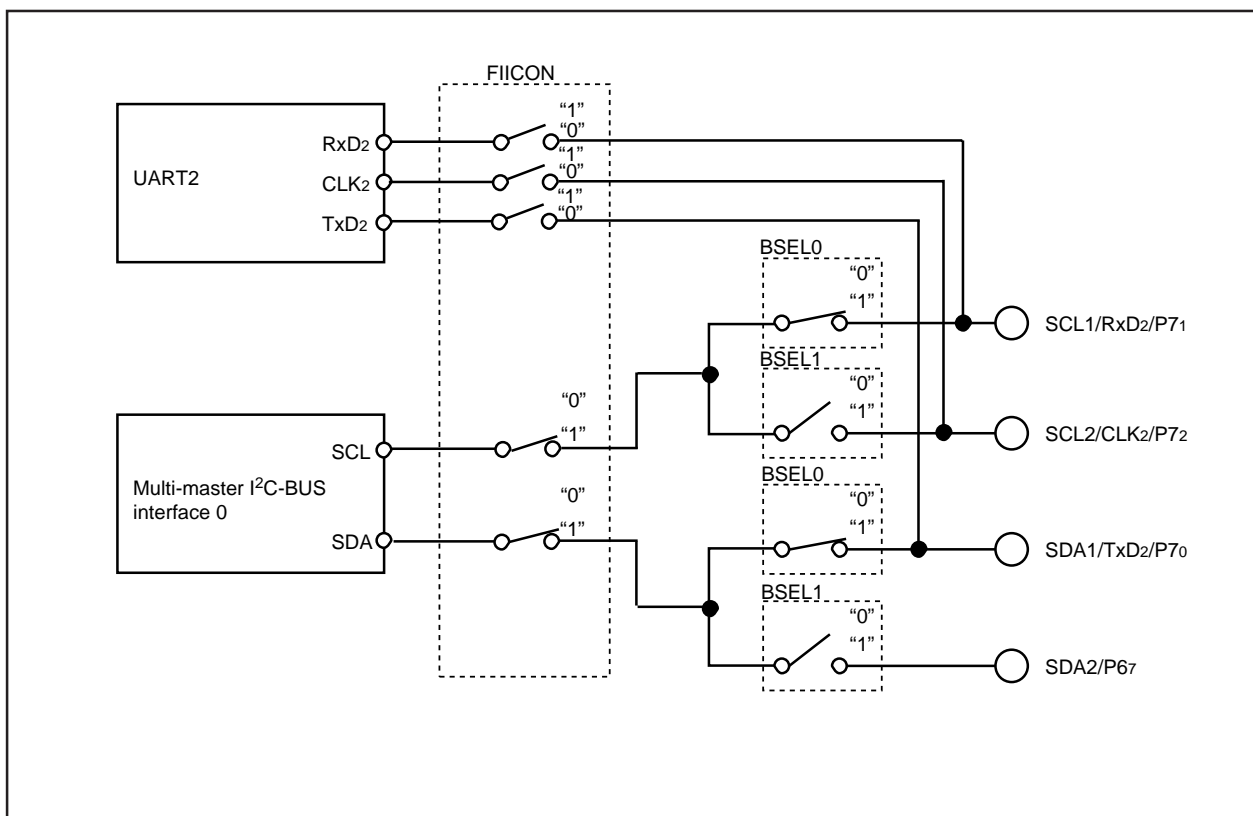 FIICON
UART2
RxD2
CLK2
TxD2
“1”
“0”
“1”
“0”
“1”
“0”
BSEL0
“0”
“1”
SCL1/RxD2/P71
BSEL1
“0”
“1”
SCL2/CLK2/P72
Multi-master I2C-BUS
interface 0
SCL
SDA
“0”
“1”
“0”
“1”
BSEL0
“0”
“1”
SDA1/TxD2/P70
BSEL1
“0”
“1”
SDA2/P67